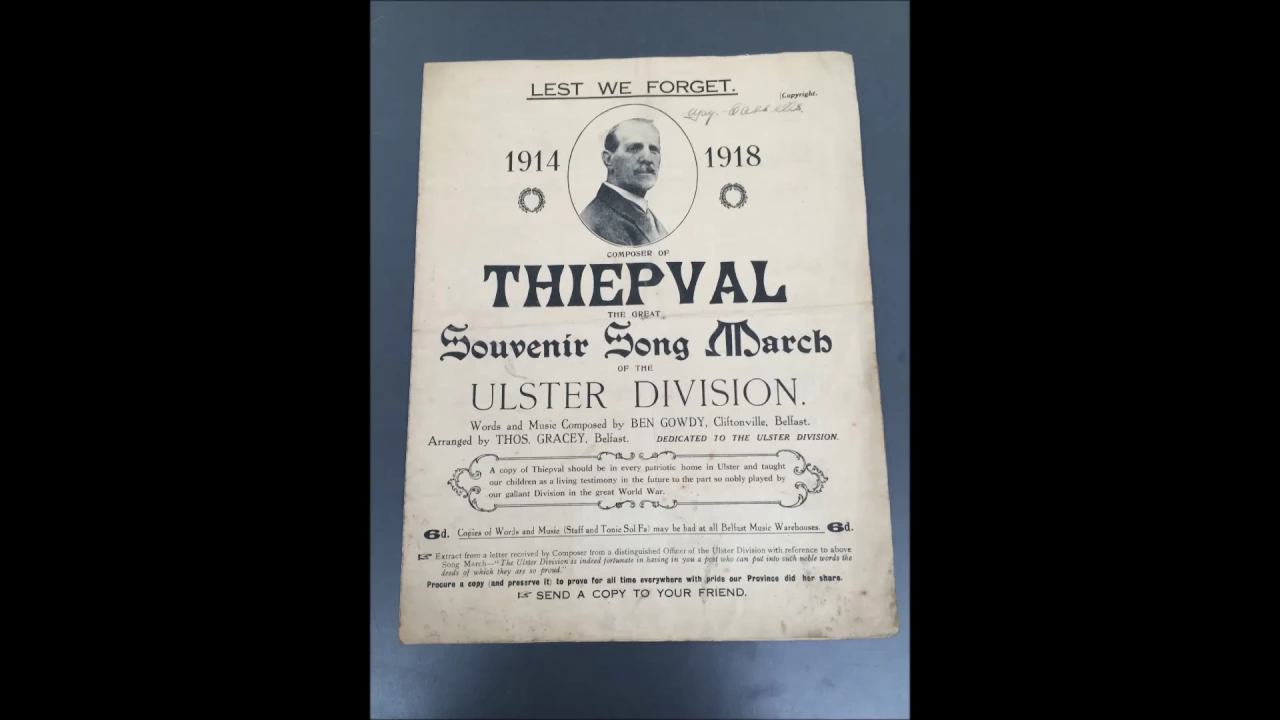 LEST WE FORGET.
[Copyright.
1914
1918
COMPOSER OF
THIEPVAL
THE GREAT
Souvenir Song March
OF THE
ULSTER DIVISION.
Words and Music Composed by BEN GOWDY, Cliftonville, Belfast.
Arranged by THOS. GRACEY, Belfast. DEDICATED TO THE ULSTER DIVISION.
A copy of Thiepval should be in every patriotic home in Ulster and taught
our children as a living testimony in the future to the part so nobly played by
our gallant Division in the great World War.
6d. Copies of Words and Music (Staff and Tonic Sol Fa) may be had at all Belfast Music Warehouses. 6d.
☞ Extract from a letter received by Composer from a distinguished Officer of the Ulster Division with reference to above
Song March—"The Ulster Division is indeed fortunate in having in you a poet who can put into such noble words the
deeds of which they are so proud."
Procure a copy (and preserve it) to prove for all time everywhere with pride our Province did her share.
☞ SEND A COPY TO YOUR FRIEND.